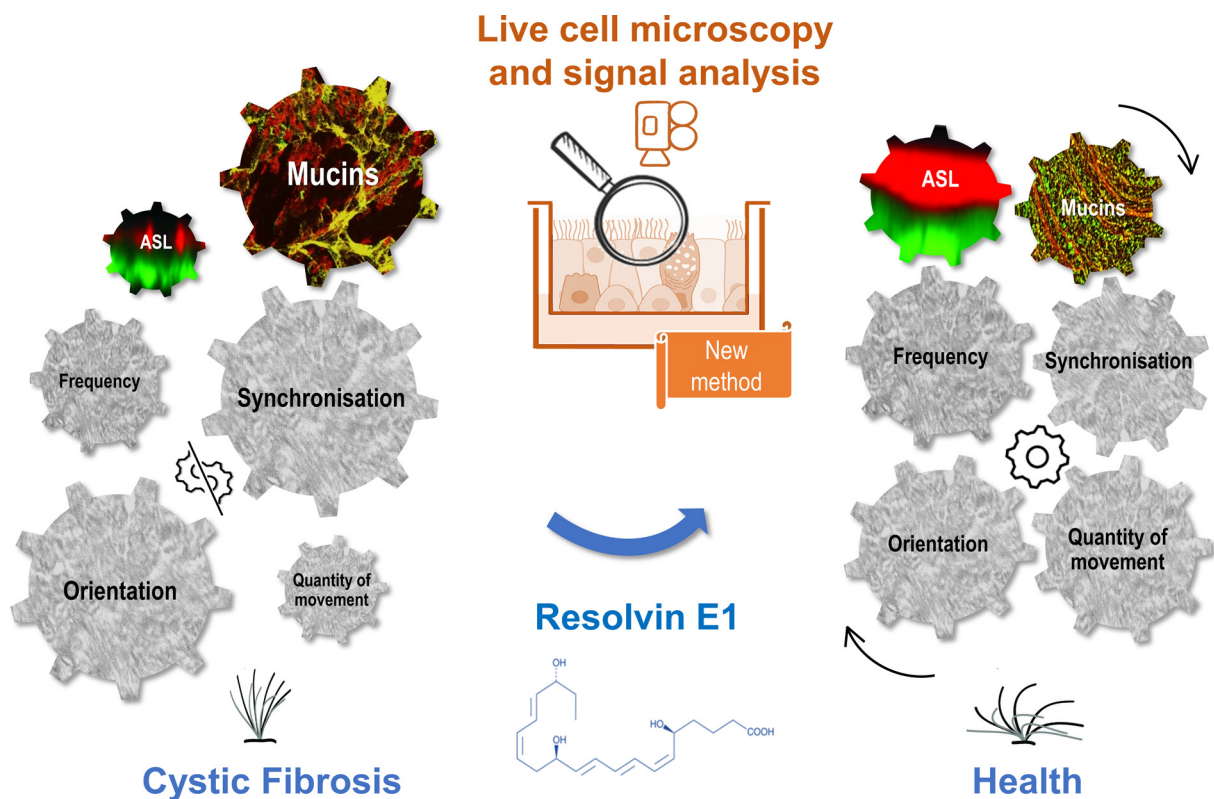 Live cell microscopy
and signal analysis
Mucins
ASL
Frequency
Synchronisation
Orientation
Quantity of
movement
Cystic Fibrosis
New
method
Resolvin E1
OH
OH
HO
COOH
ASL
Mucins
Frequency
Synchronisation
Orientation
Quantity of
movement
Health